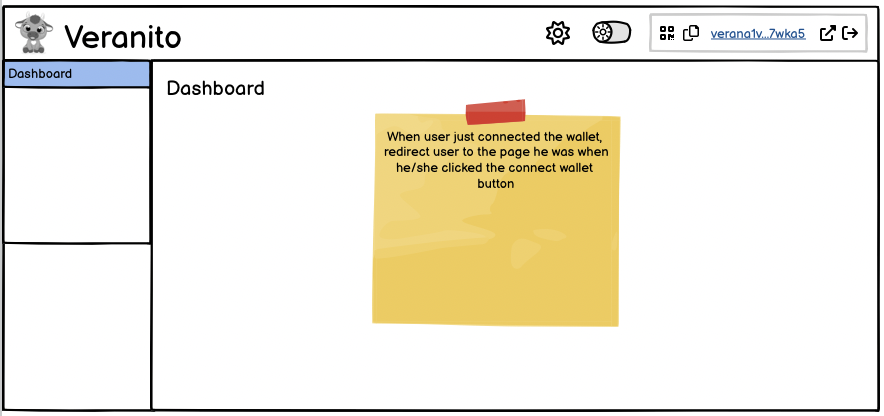 Veranito
verana1v...7wka5
Dashboard
Dashboard
When user just connected the wallet,
redirect user to the page he was when
he/she clicked the connect wallet
button